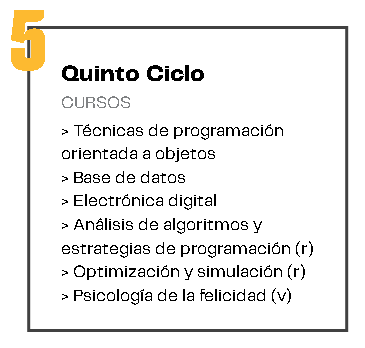 5
Quinto Ciclo
CURSOS
> Técnicas de programación
orientada a objetos
> Base de datos
> Electrónica digital
> Análisis de algoritmos y
estrategias de programación (r)
> Optimización y simulación (r)
> Psicología de la felicidad (v)